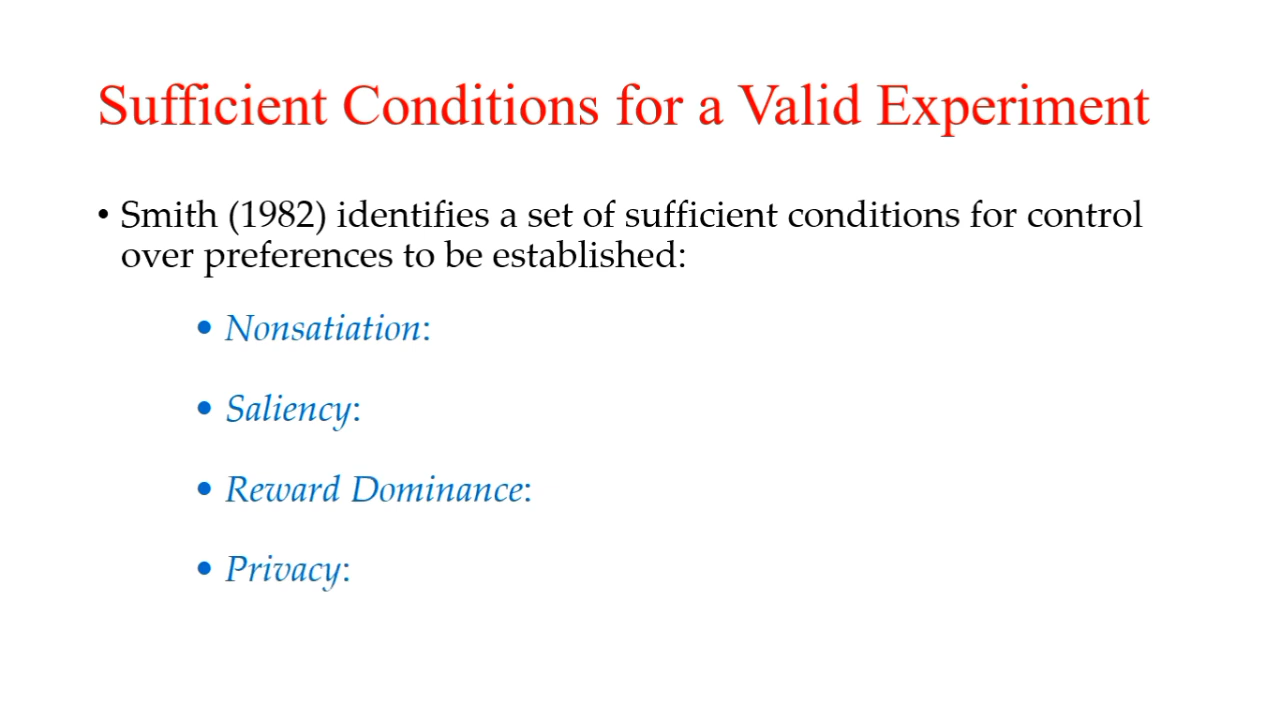 Sufficient Conditions for a Valid Experiment
• Smith (1982) identifies a set of sufficient conditions for control
over preferences to be established:
• Nonsatiation:
• Saliency:
• Reward Dominance:
• Privacy: